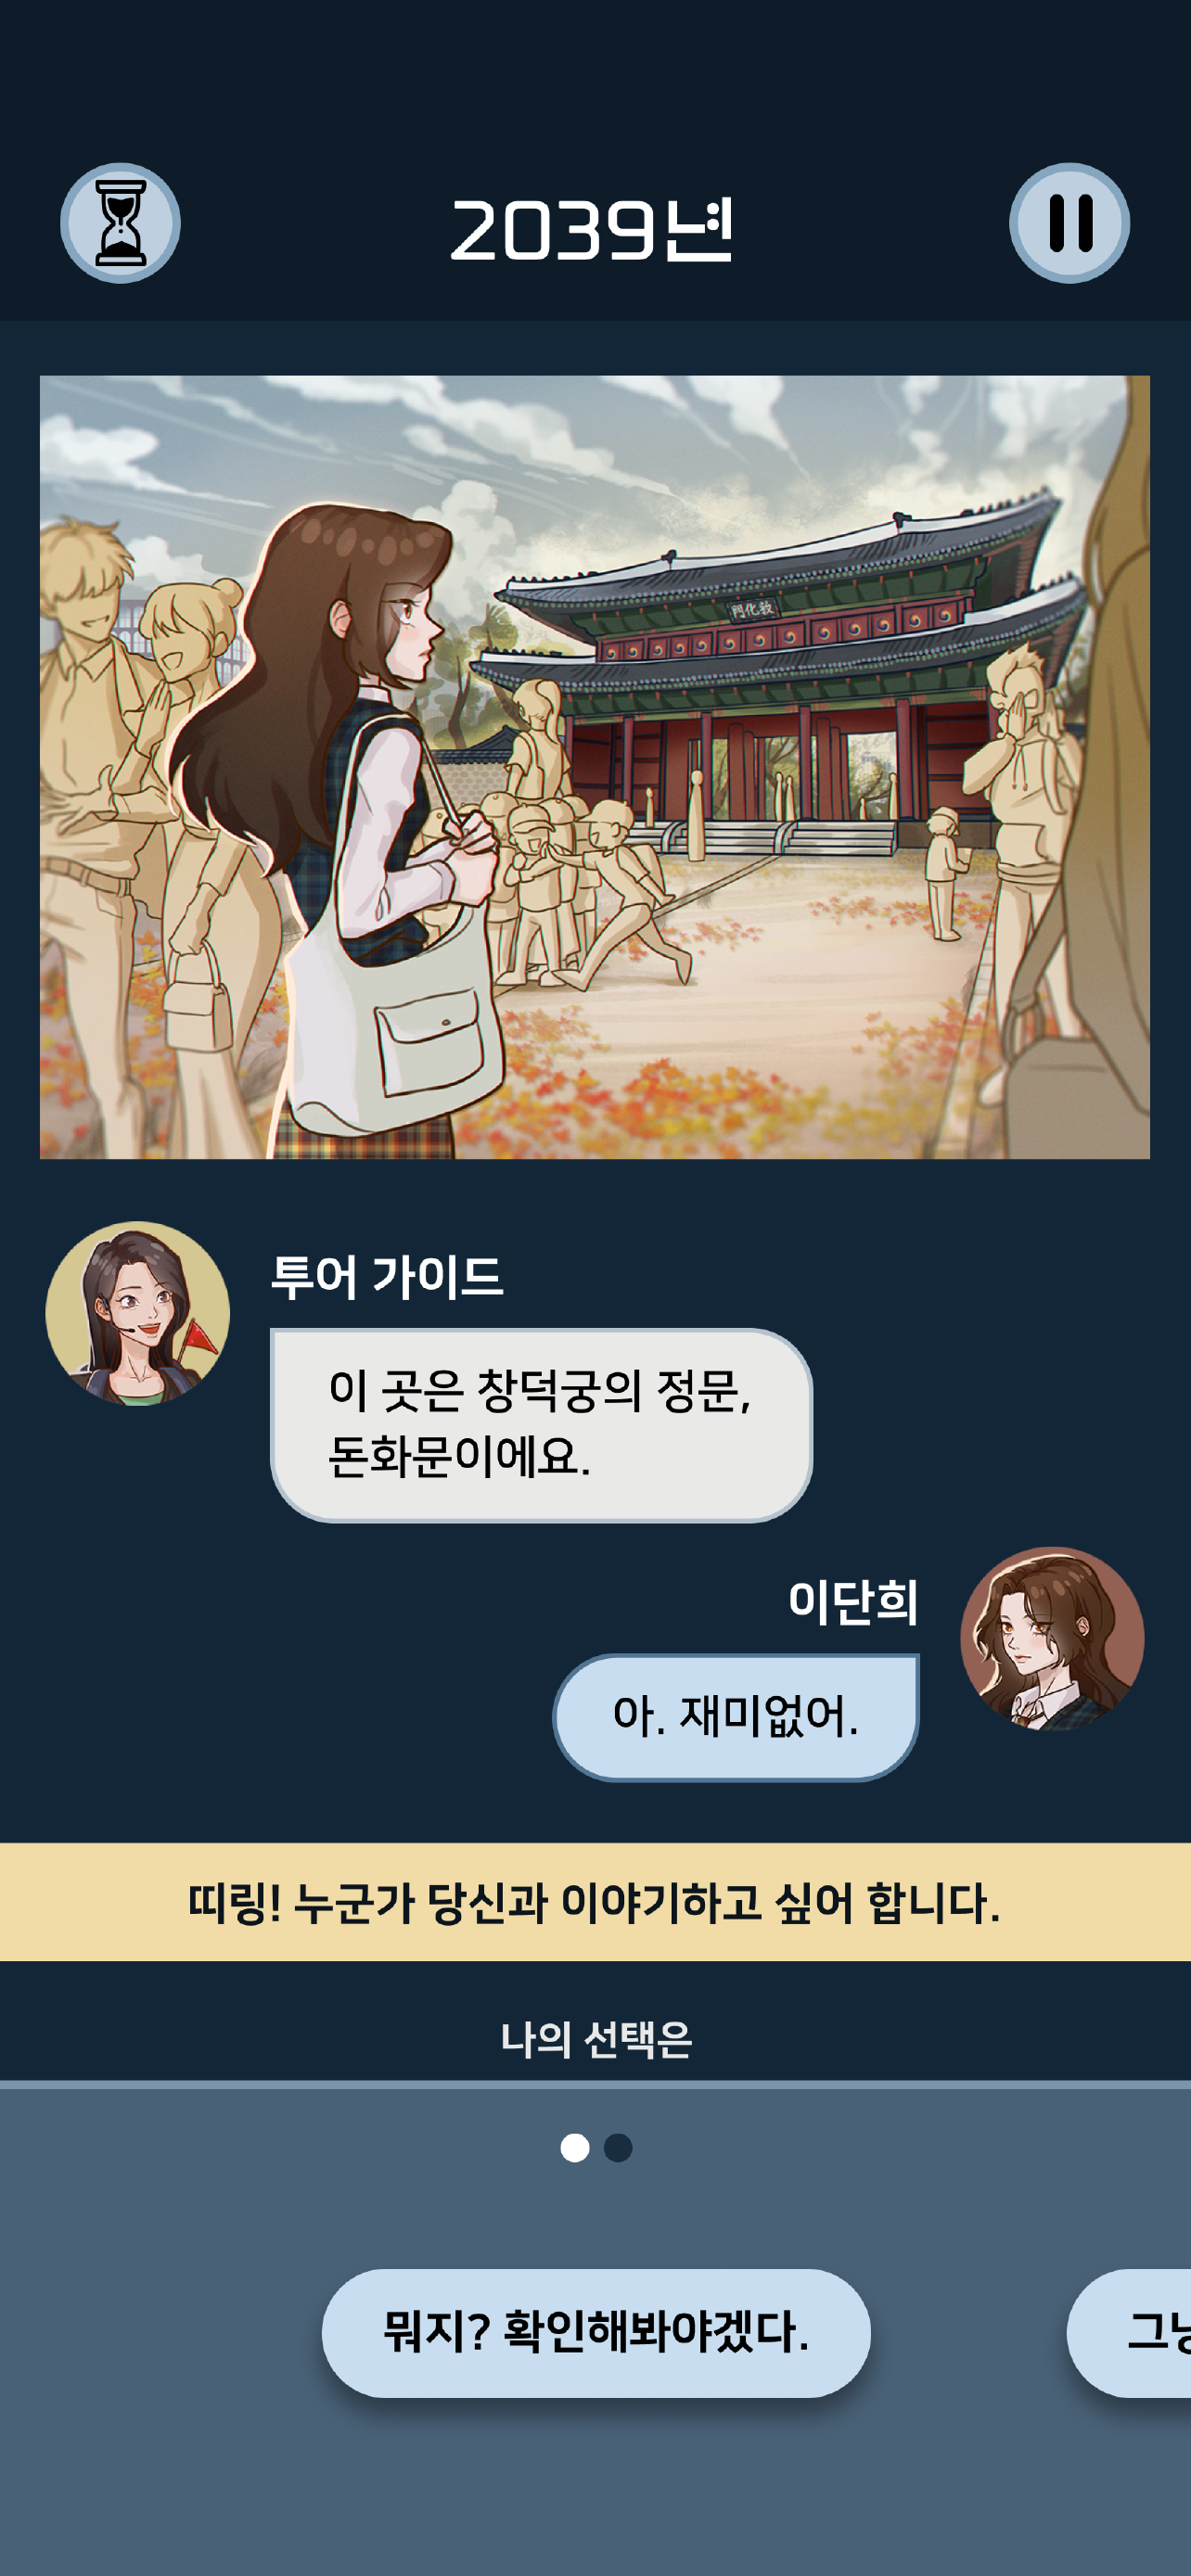 2039년
門化敦
투어 가이드
이 곳은 창덕궁의 정문,
돈화문이에요.
이단희
아. 재미없어.
띠링! 누군가 당신과 이야기하고 싶어 합니다.
나의 선택은
뭐지? 확인해봐야겠다.